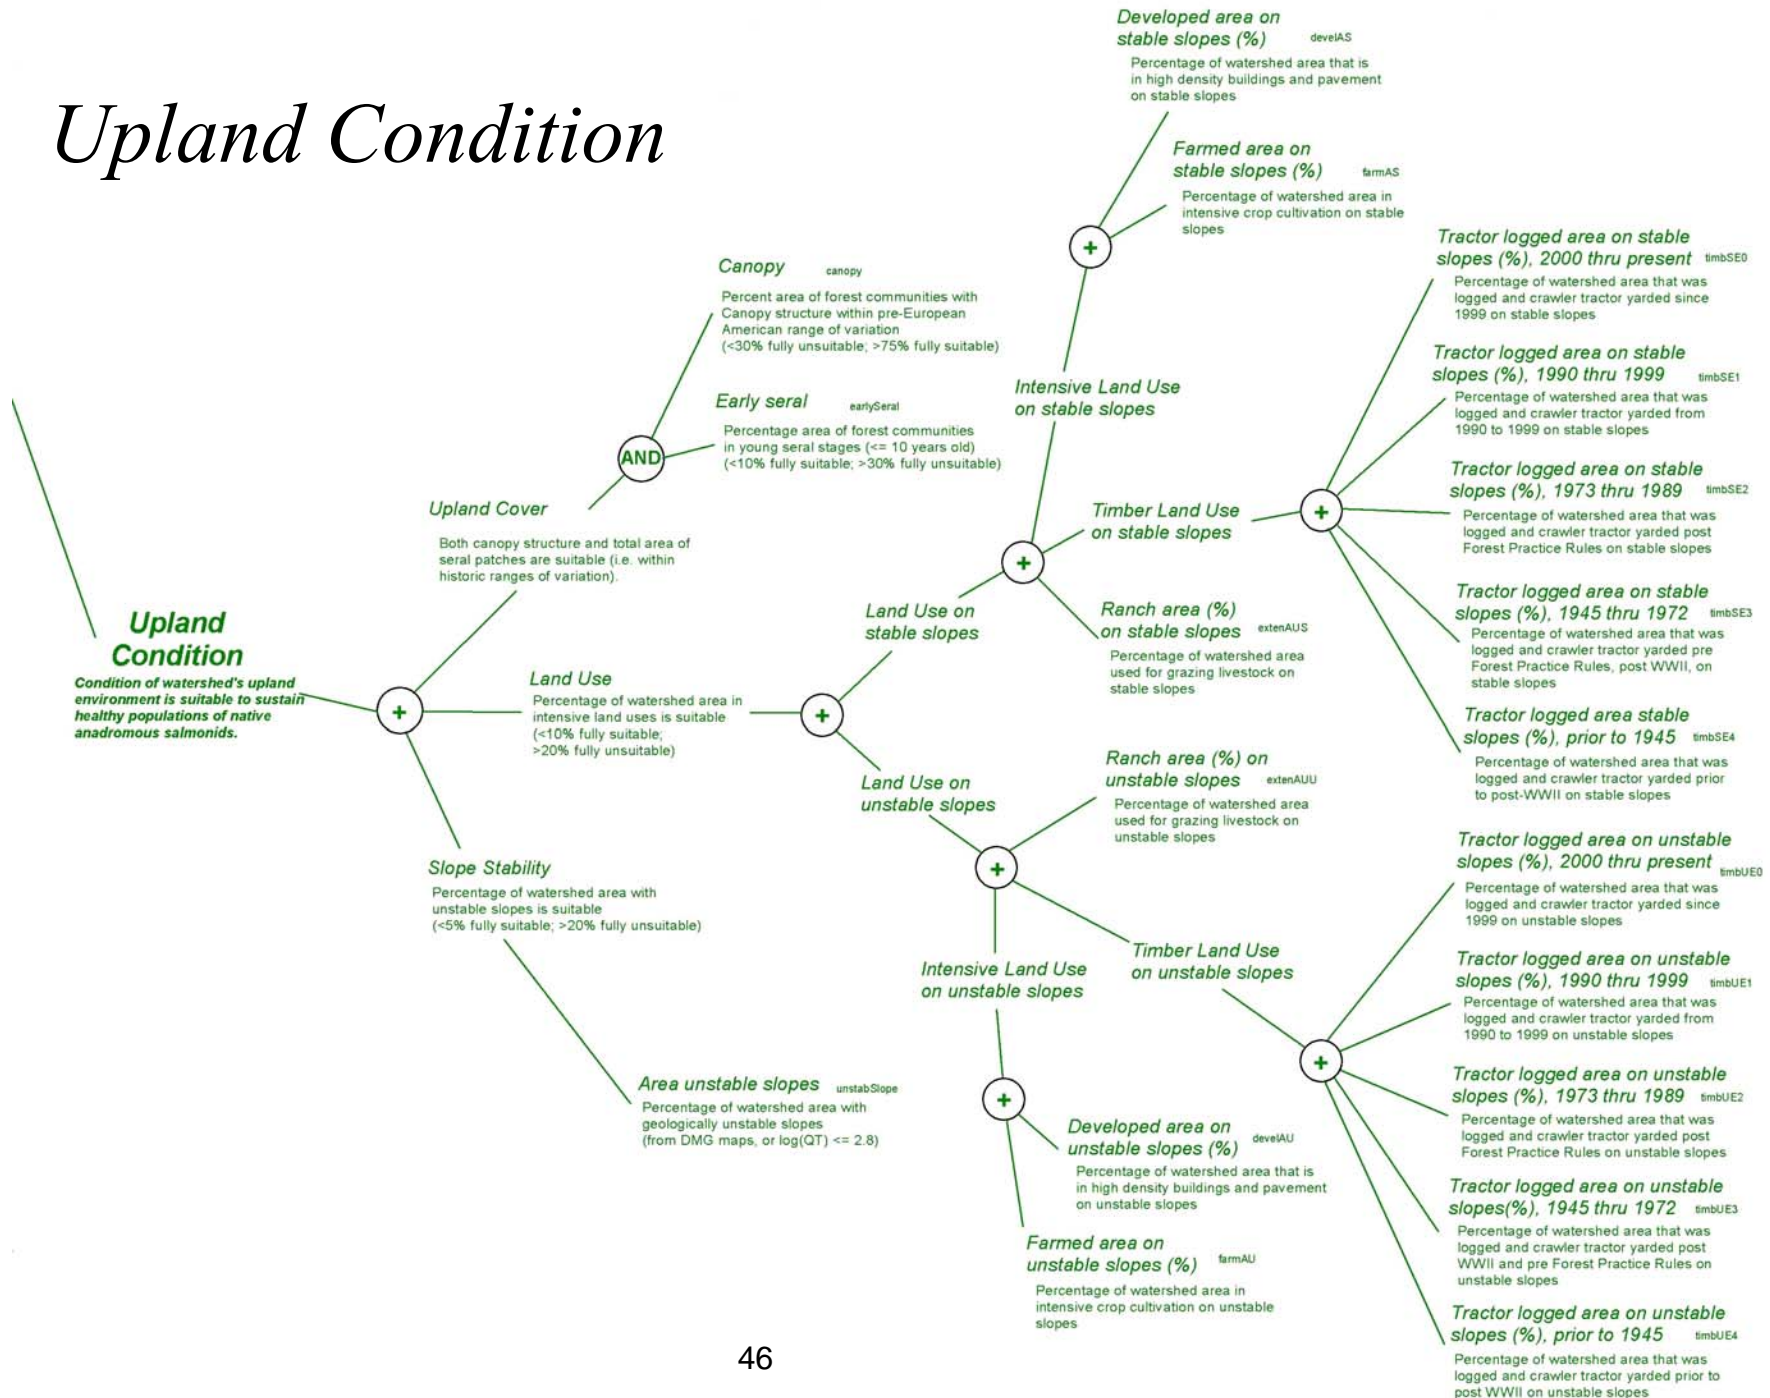 Upland Condition
Developed area on
stable slopes (%) develAS
Percentage of watershed area that is
in high density buildings and pavement
on stable slopes
Farmed area on
stable slopes (%) farmAS
Percentage of watershed area in
intensive crop cultivation on stable
slopes
+
Canopy canopy
Percent area of forest communities with
Canopy structure within pre-European
American range of variation
(<30% fully unsuitable; >75% fully suitable)
Early seral earlySeral
Percentage area of forest communities
in young seral stages (<= 10 years old)
(<10% fully suitable; >30% fully unsuitable)
AND
Upland Cover
Both canopy structure and total area of
seral patches are suitable (i.e. within
historic ranges of variation).
Upland
Condition
Condition of watershed's upland
environment is suitable to sustain
healthy populations of native
anadromous salmonids.
+
Land Use
Percentage of watershed area in
intensive land uses is suitable
(<10% fully suitable;
>20% fully unsuitable)
+
Slope Stability
Percentage of watershed area with
unstable slopes is suitable
(<5% fully suitable; >20% fully unsuitable)
Area unstable slopes unstabSlope
Percentage of watershed area with
geologically unstable slopes
(from DMG maps, or log(QT) <= 2.8)
Intensive Land Use
on stable slopes
Timber Land Use
on stable slopes
+
Land Use on
stable slopes
Ranch area (%)
on stable slopes extenAUS
Percentage of watershed area
used for grazing livestock on
stable slopes
+
Tractor logged area on stable
slopes (%), 2000 thru present timbSE0
Percentage of watershed area that was
logged and crawler tractor yarded since
1999 on stable slopes
Tractor logged area on stable
slopes (%), 1990 thru 1999 timbSE1
Percentage of watershed area that was
logged and crawler tractor yarded from
1990 to 1999 on stable slopes
Tractor logged area on stable
slopes (%), 1973 thru 1989 timbSE2
Percentage of watershed area that was
logged and crawler tractor yarded post
Forest Practice Rules on stable slopes
Tractor logged area on stable
slopes (%), 1945 thru 1972 timbSE3
Percentage of watershed area that was
logged and crawler tractor yarded pre
Forest Practice Rules, post WWII, on
stable slopes
Tractor logged area stable
slopes (%), prior to 1945 timbSE4
Percentage of watershed area that was
logged and crawler tractor yarded prior
to post-WWII on stable slopes
Land Use on
unstable slopes
Ranch area (%) on
unstable slopes extenAUU
Percentage of watershed area
used for grazing livestock on
unstable slopes
+
Timber Land Use
on unstable slopes
Intensive Land Use
on unstable slopes
+
Developed area on
unstable slopes (%) develAU
Percentage of watershed area that is
in high density buildings and pavement
on unstable slopes
Farmed area on
unstable slopes (%) farmAU
Percentage of watershed area in
intensive crop cultivation on unstable
slopes
+
Tractor logged area on unstable
slopes (%), 2000 thru present timbUE0
Percentage of watershed area that was
logged and crawler tractor yarded since
1999 on unstable slopes
Tractor logged area on unstable
slopes (%), 1990 thru 1999 timbUE1
Percentage of watershed area that was
logged and crawler tractor yarded from
1990 to 1999 on unstable slopes
Tractor logged area on unstable
slopes (%), 1973 thru 1989 timbUE2
Percentage of watershed area that was
logged and crawler tractor yarded post
Forest Practice Rules on unstable slopes
Tractor logged area on unstable
slopes(%), 1945 thru 1972 timbUE3
Percentage of watershed area that was
logged and crawler tractor yarded post
WWII and pre Forest Practice Rules on
unstable slopes
Tractor logged area on unstable
slopes (%), prior to 1945 timbUE4
Percentage of watershed area that was
logged and crawler tractor yarded prior to
post WWII on unstable slopes
46